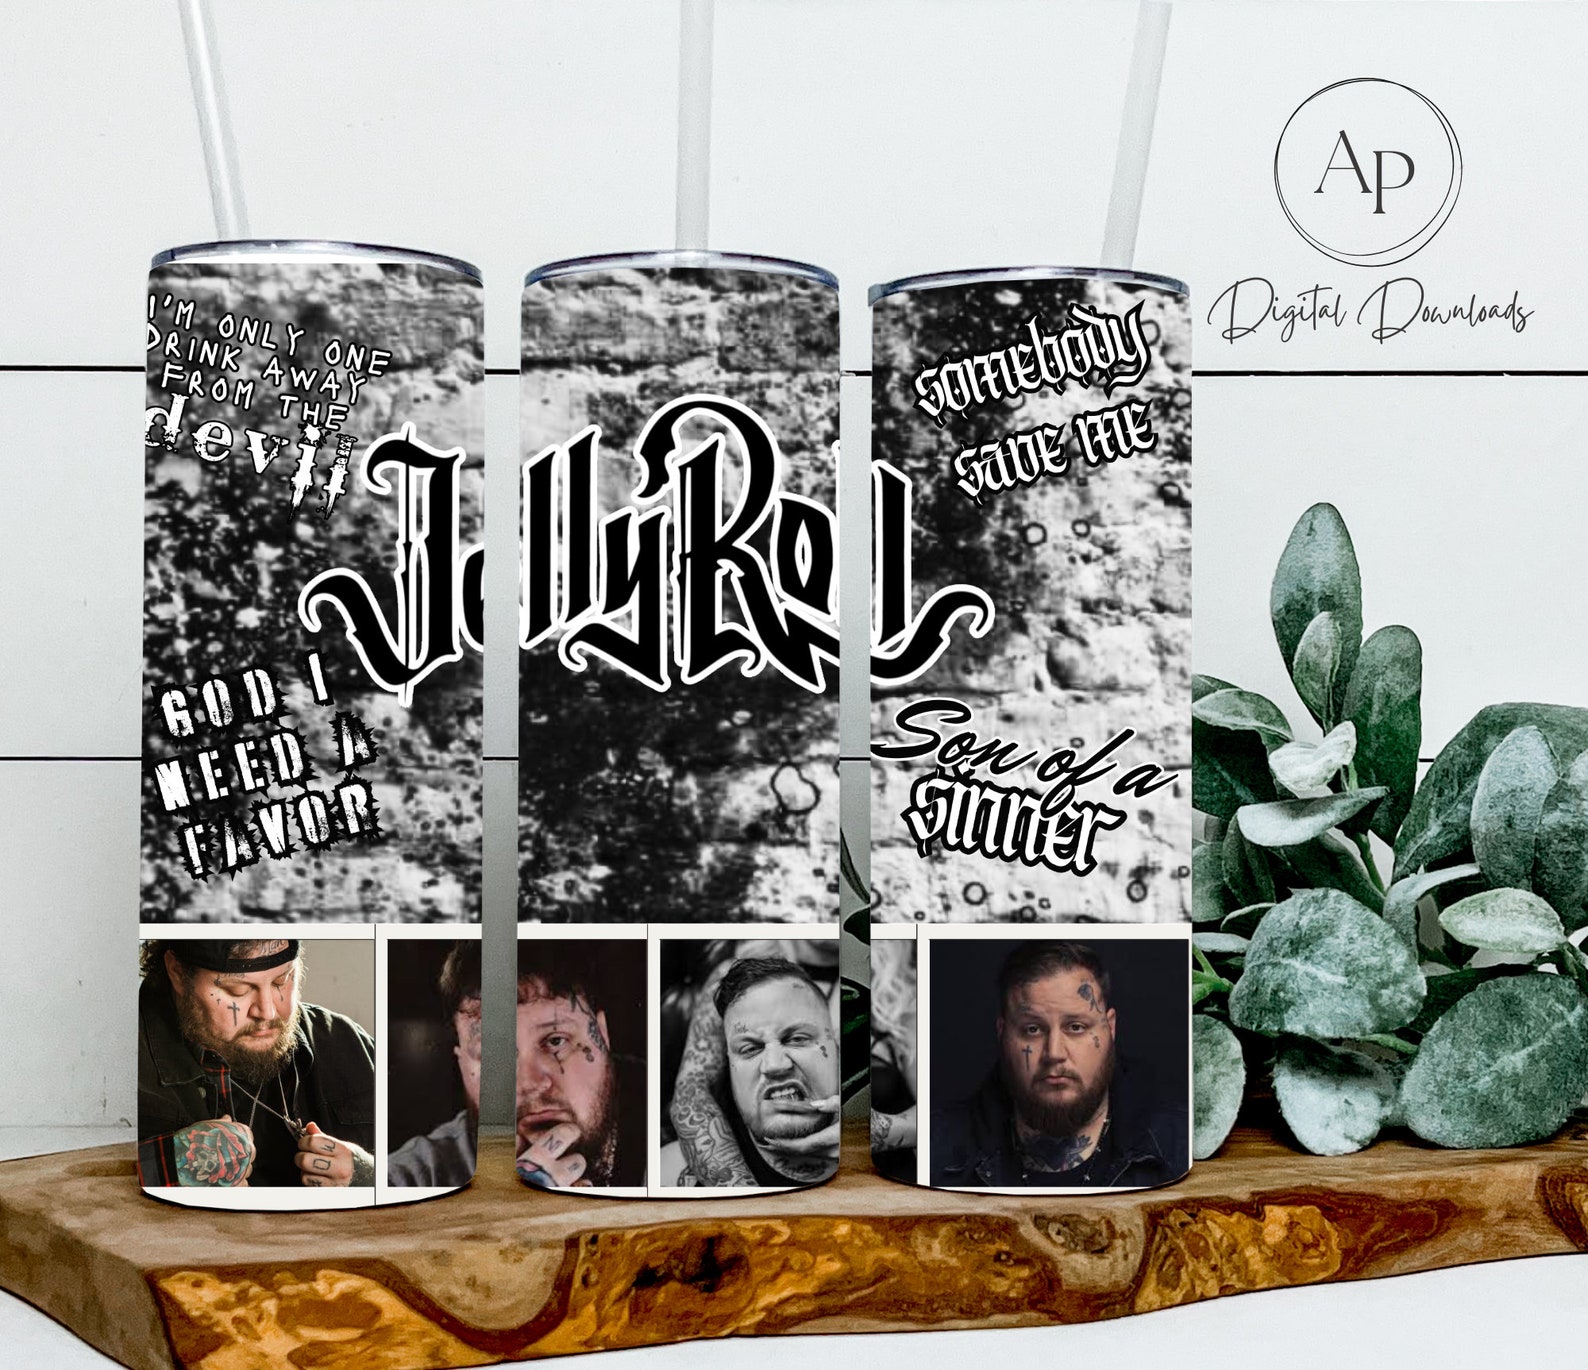 I'M ONLY ONE
DRINK AWAY
FROM THE
devil
JellyRoll
GOD I
NEED A
FAVOR
somebody
save me
Son of a
sinner
AP
Digital Downloads